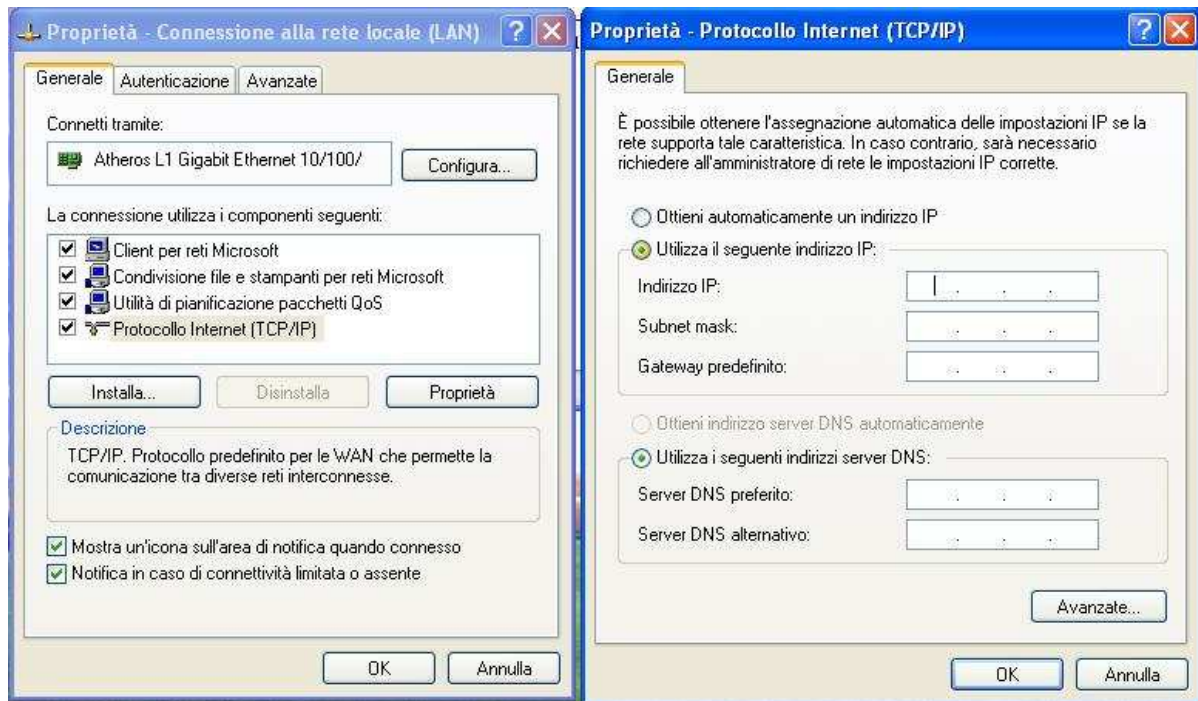 Proprietà - Connessione alla rete locale (LAN)
Generale
Autenticazione
Avanzate
Connetti tramite:
Atheros L1 Gigabit Ethernet 10/100/
Configura...
La connessione utilizza i componenti seguenti:
Client per reti Microsoft
Condivisione file e stampanti per reti Microsoft
Utilità di pianificazione pacchetti QoS
Protocollo Internet (TCP/IP)
Installa...
Disinstalla
Proprietà
Descrizione
TCP/IP. Protocollo predefinito per le WAN che permette la
comunicazione tra diverse reti interconnesse.
Mostra un'icona sull'area di notifica quando connesso
Notifica in caso di connettività limitata o assente
OK
Annulla
Proprietà - Protocollo Internet (TCP/IP)
Generale
È possibile ottenere l'assegnazione automatica delle impostazioni IP se la
rete supporta tale caratteristica. In caso contrario, sarà necessario
richiedere all'amministratore di rete le impostazioni IP corrette.
Ottieni automaticamente un indirizzo IP
Utilizza il seguente indirizzo IP:
Indirizzo IP:
Subnet mask:
Gateway predefinito:
Ottieni indirizzo server DNS automaticamente
Utilizza i seguenti indirizzi server DNS:
Server DNS preferito:
Server DNS alternativo:
Avanzate...
OK
Annulla